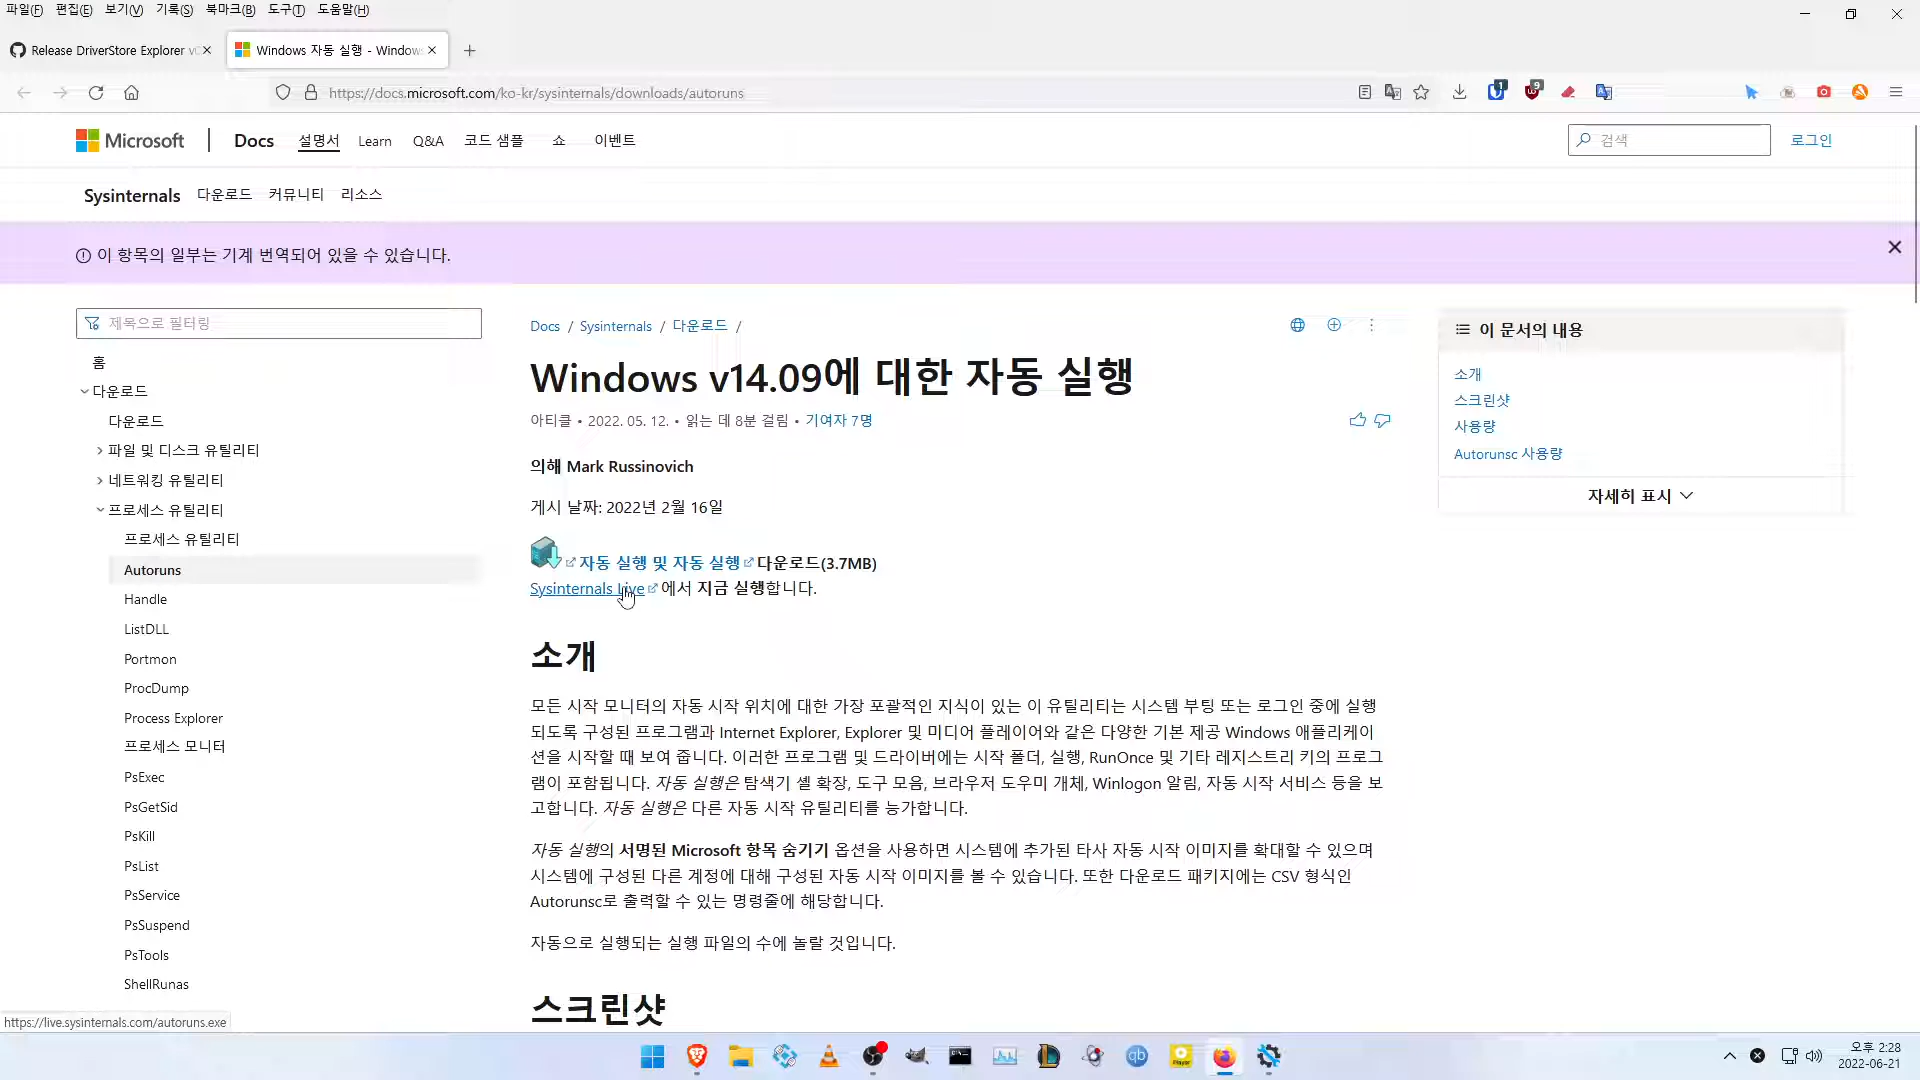 파일(F) 편집(E) 보기(V) 기록(S) 북마크(B) 도구(T) 도움말(H)
Release DriverStore Explorer v0
Windows 자동 실행 - Window
https://docs.microsoft.com/ko-kr/sysinternals/downloads/autoruns
1
9
Microsoft
Docs 설명서 Learn Q&A 코드 샘플 쇼 이벤트
검색
로그인
Sysinternals 다운로드 커뮤니티 리소스
이 항목의 일부는 기계 번역되어 있을 수 있습니다.
제목으로 필터링
홈
다운로드
다운로드
파일 및 디스크 유틸리티
네트워킹 유틸리티
프로세스 유틸리티
프로세스 유틸리티
Autoruns
Handle
ListDLL
Portmon
ProcDump
Process Explorer
프로세스 모니터
PsExec
PsGetSid
PsKill
PsList
PsService
PsSuspend
PsTools
ShellRunas
Docs / Sysinternals / 다운로드 /
Windows v14.09에 대한 자동 실행
아티클 • 2022. 05. 12. • 읽는 데 8분 걸림 • 기여자 7명
의해 Mark Russinovich
게시 날짜: 2022년 2월 16일
자동 실행 및 자동 실행 다운로드(3.7MB)
Sysinternals Live 에서 지금 실행합니다.
소개
모든 시작 모니터의 자동 시작 위치에 대한 가장 포괄적인 지식이 있는 이 유틸리티는 시스템 부팅 또는 로그인 중에 실행
되도록 구성된 프로그램과 Internet Explorer, Explorer 및 미디어 플레이어와 같은 다양한 기본 제공 Windows 애플리케이
션을 시작할 때 보여 줍니다. 이러한 프로그램 및 드라이버에는 시작 폴더, 실행, RunOnce 및 기타 레지스트리 키의 프로그
램이 포함됩니다. 자동 실행은 탐색기 셸 확장, 도구 모음, 브라우저 도우미 개체, Winlogon 알림, 자동 시작 서비스 등을 보
고합니다. 자동 실행은 다른 자동 시작 유틸리티를 능가합니다.
자동 실행의 서명된 Microsoft 항목 숨기기 옵션을 사용하면 시스템에 추가된 타사 자동 시작 이미지를 확대할 수 있으며
시스템에 구성된 다른 계정에 대해 구성된 자동 시작 이미지를 볼 수 있습니다. 또한 다운로드 패키지에는 CSV 형식인
Autorunsc로 출력할 수 있는 명령줄에 해당합니다.
자동으로 실행되는 실행 파일의 수에 놀랄 것입니다.
스크린샷
이 문서의 내용
소개
스크린샷
사용량
Autorunsc 사용량
자세히 표시
https://live.sysinternals.com/autoruns.exe
qb
Player
오후 2:28
2022-06-21